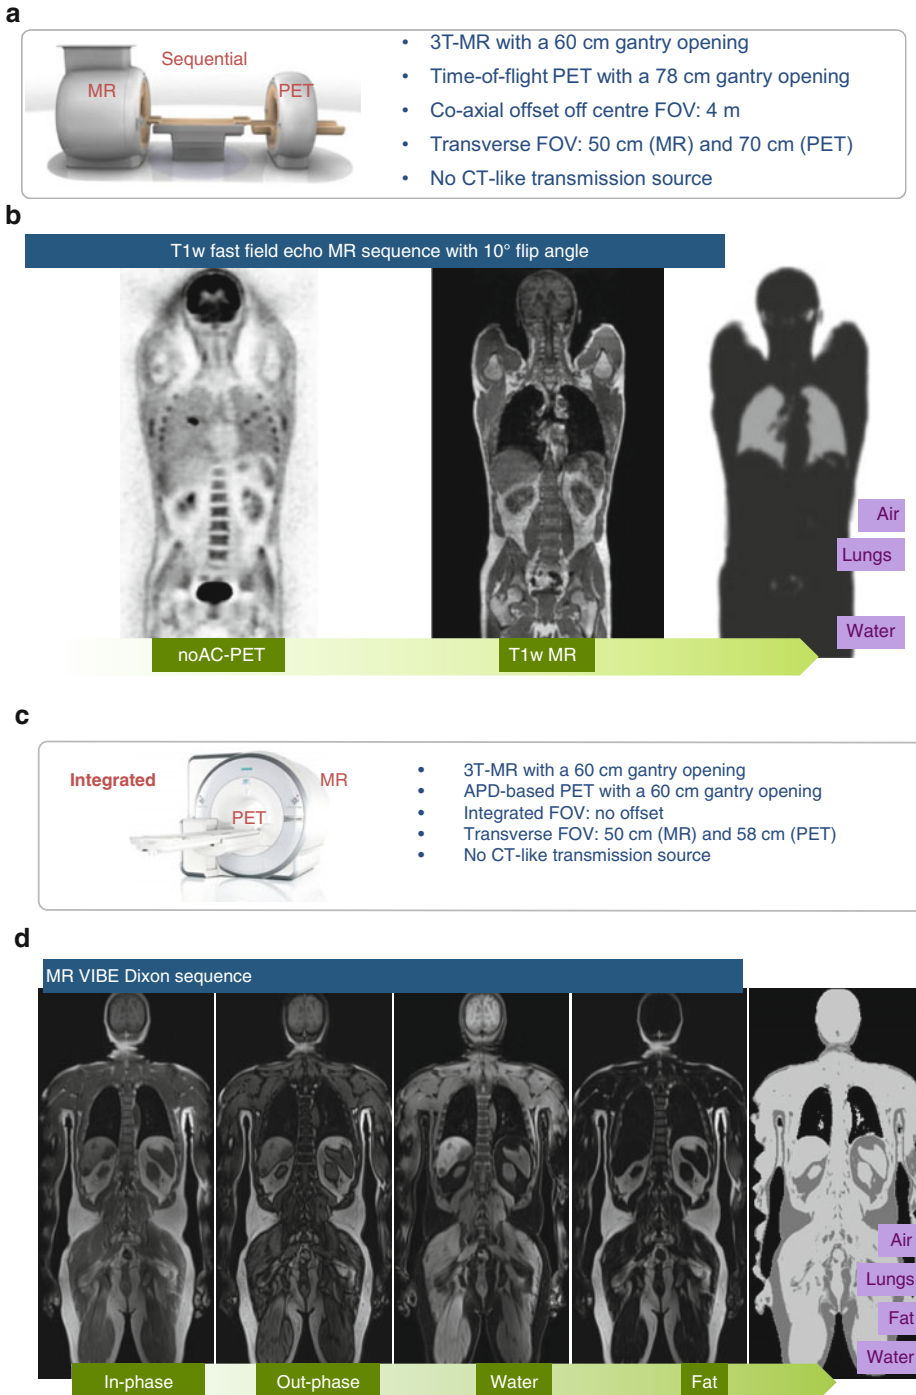 a
Sequential
MR
PET
• 3T-MR with a 60 cm gantry opening
• Time-of-flight PET with a 78 cm gantry opening
• Co-axial offset off centre FOV: 4 m
• Transverse FOV: 50 cm (MR) and 70 cm (PET)
• No CT-like transmission source
b
T1w fast field echo MR sequence with 10° flip angle
Air
Lungs
Water
noAC-PET
T1w MR
c
Integrated
MR
PET
• 3T-MR with a 60 cm gantry opening
• APD-based PET with a 60 cm gantry opening
• Integrated FOV: no offset
• Transverse FOV: 50 cm (MR) and 58 cm (PET)
• No CT-like transmission source
d
MR VIBE Dixon sequence
Air
Lungs
Fat
Water
In-phase
Out-phase
Water
Fat